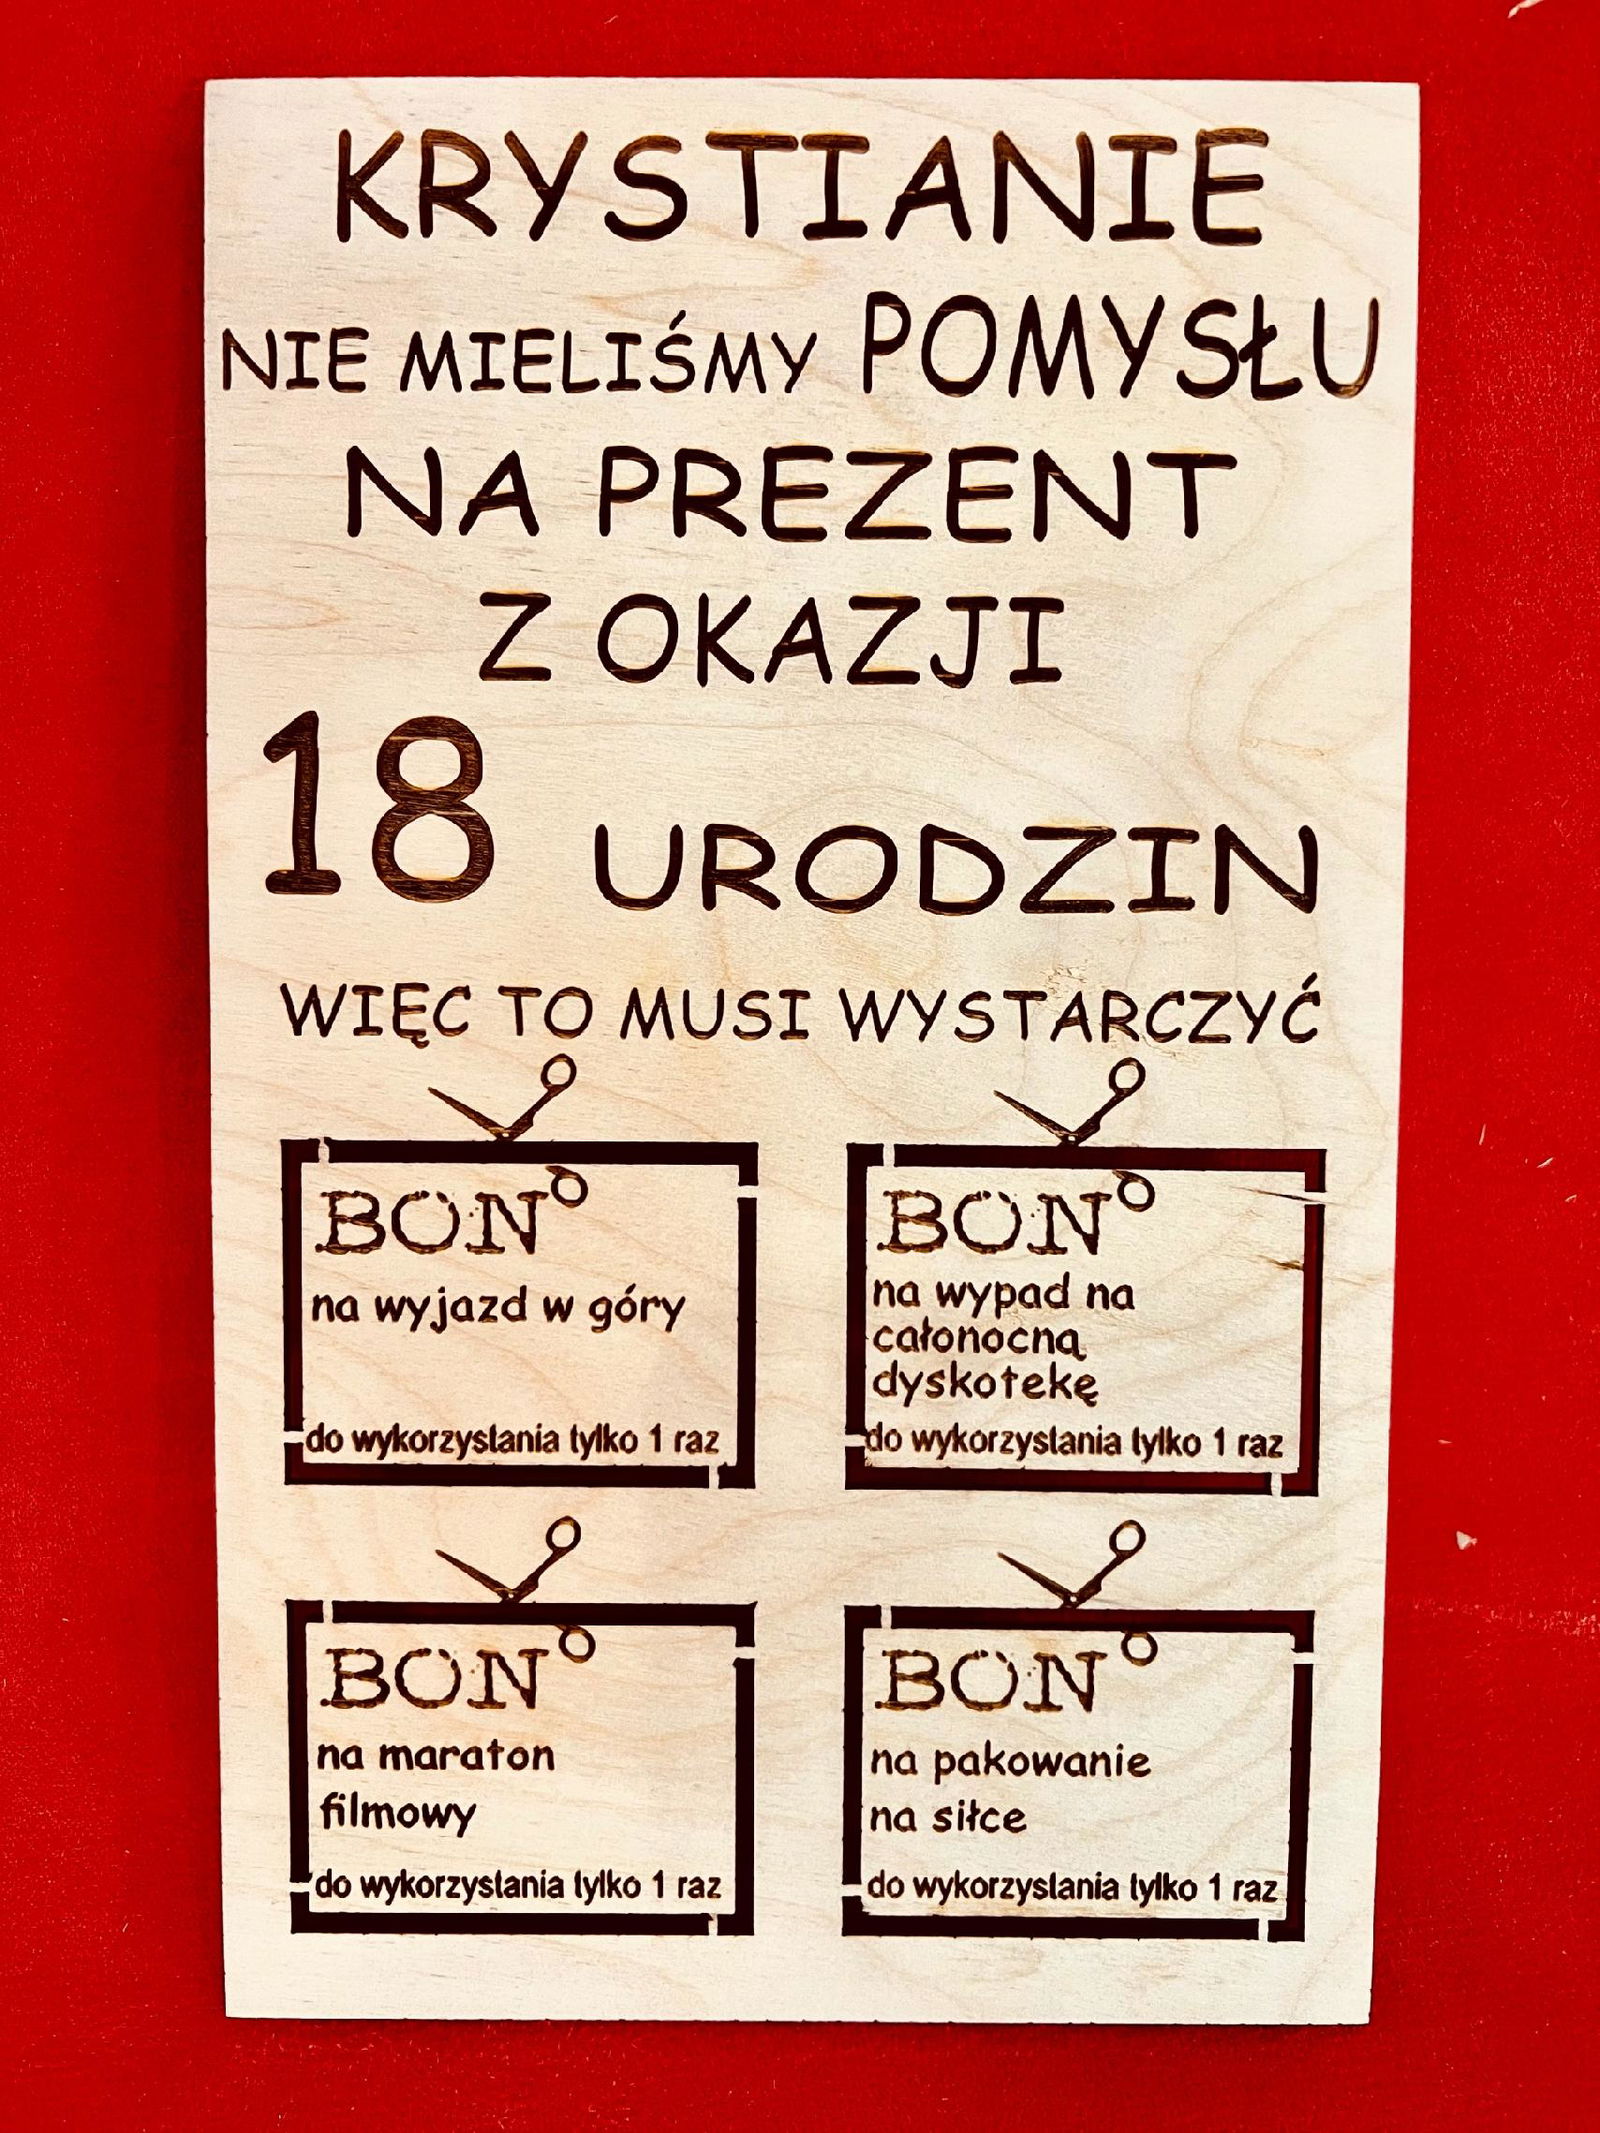 KRYSTIANIE
NIE MIELIŚMY POMYSŁU
NA PREZENT
Z OKAZJI
18 URODZIN
WIĘC TO MUSI WYSTARCZYĆ
BON
na wyjazd w góry
do wykorzystania tylko 1 raz
BON
na wypad na
całonocną
dyskotekę
do wykorzystania tylko 1 raz
BON
na maraton
filmowy
do wykorzystania tylko 1 raz
BON
na pakowanie
na siłce
do wykorzystania tylko 1 raz